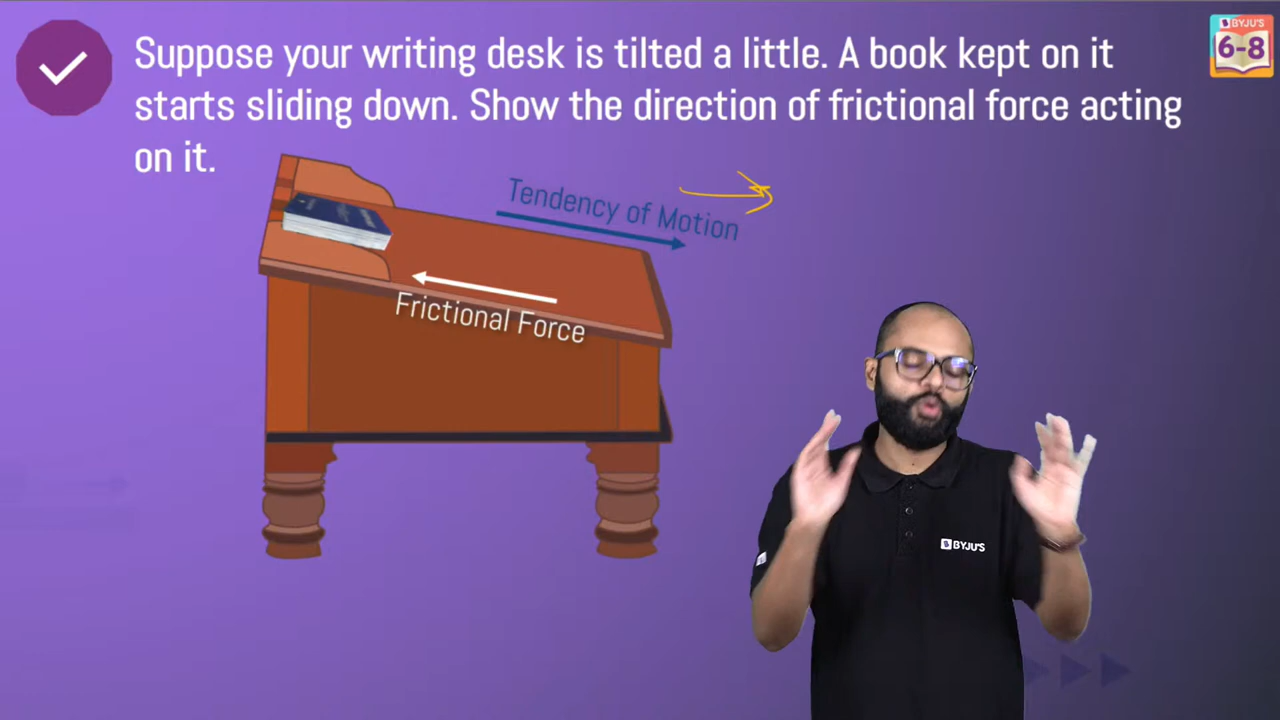 Suppose your writing desk is tilted a little. A book kept on it
starts sliding down. Show the direction of frictional force acting
on it.
BYJU'S
6-8
Tendency of Motion
Frictional Force
BYJU'S